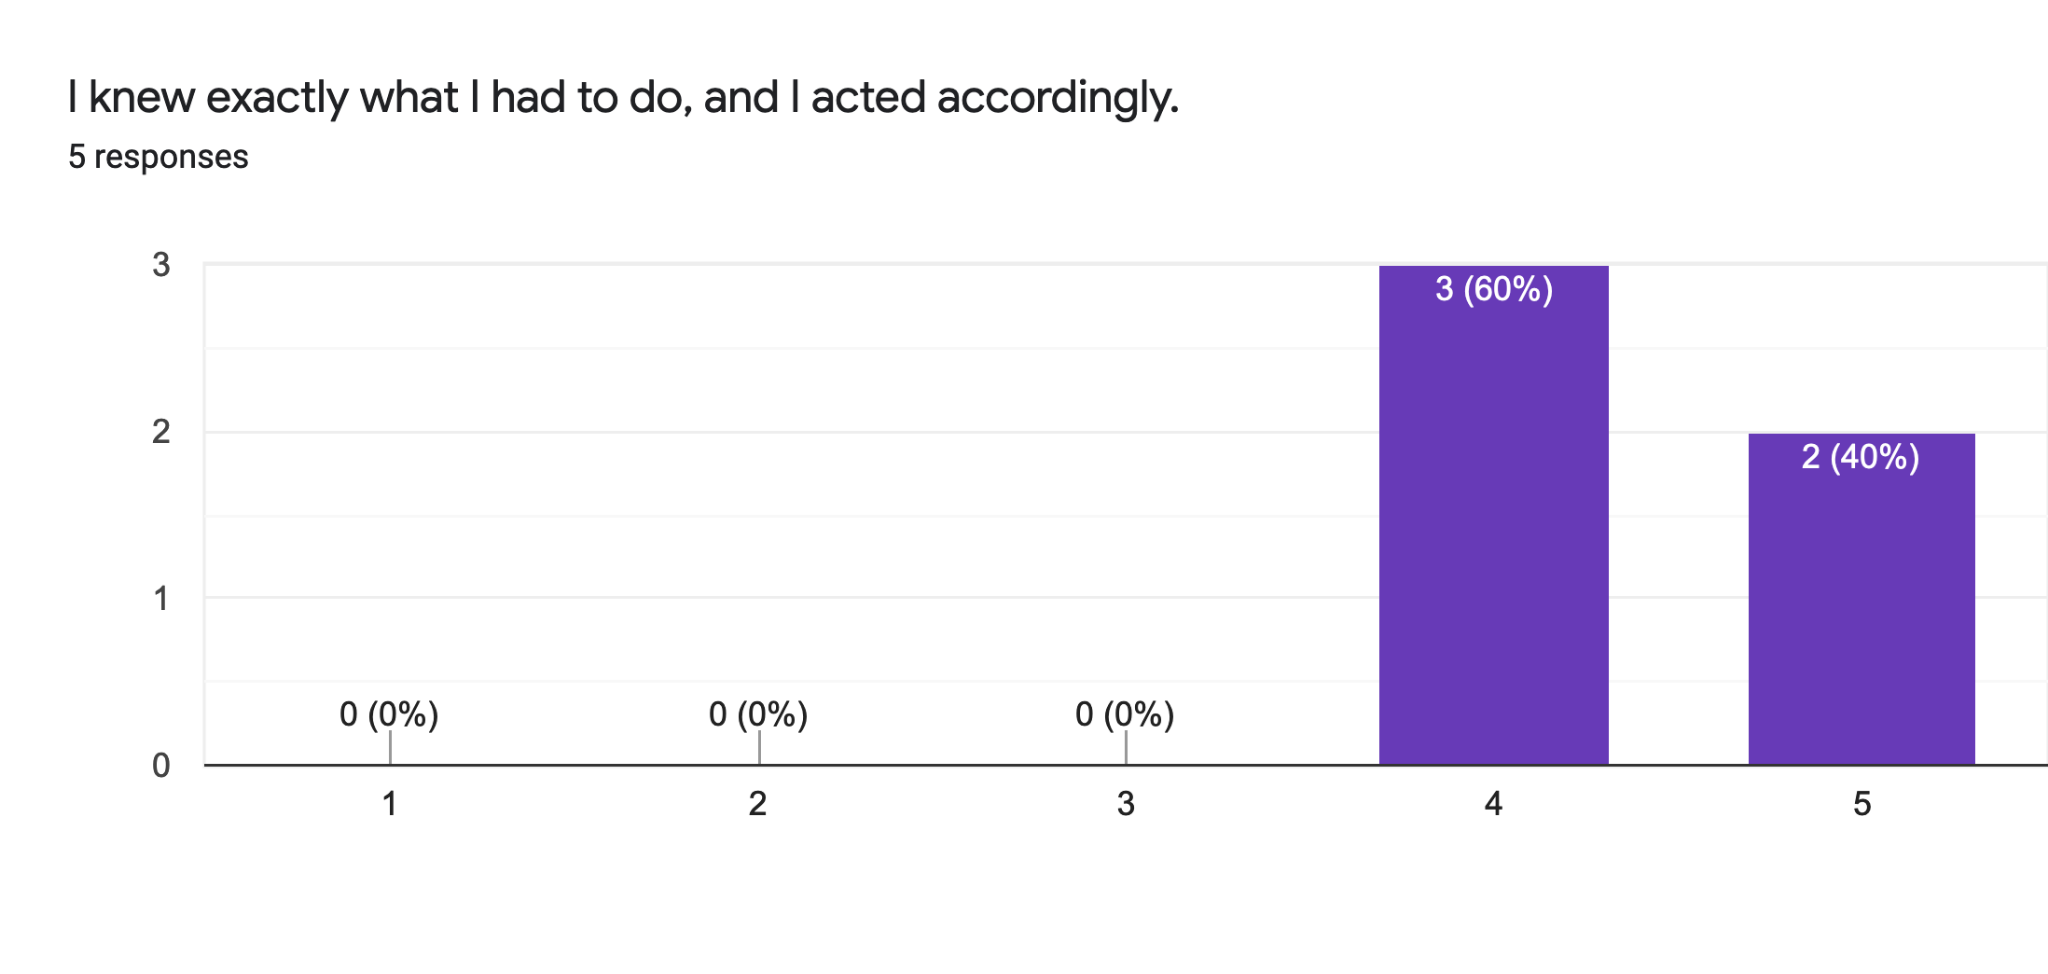 I knew exactly what I had to do, and I acted accordingly.
5 responses
3
3 (60%)
2
2 (40%)
1
0 (0%) 0 (0%) 0 (0%)
0
1 2 3 4 5